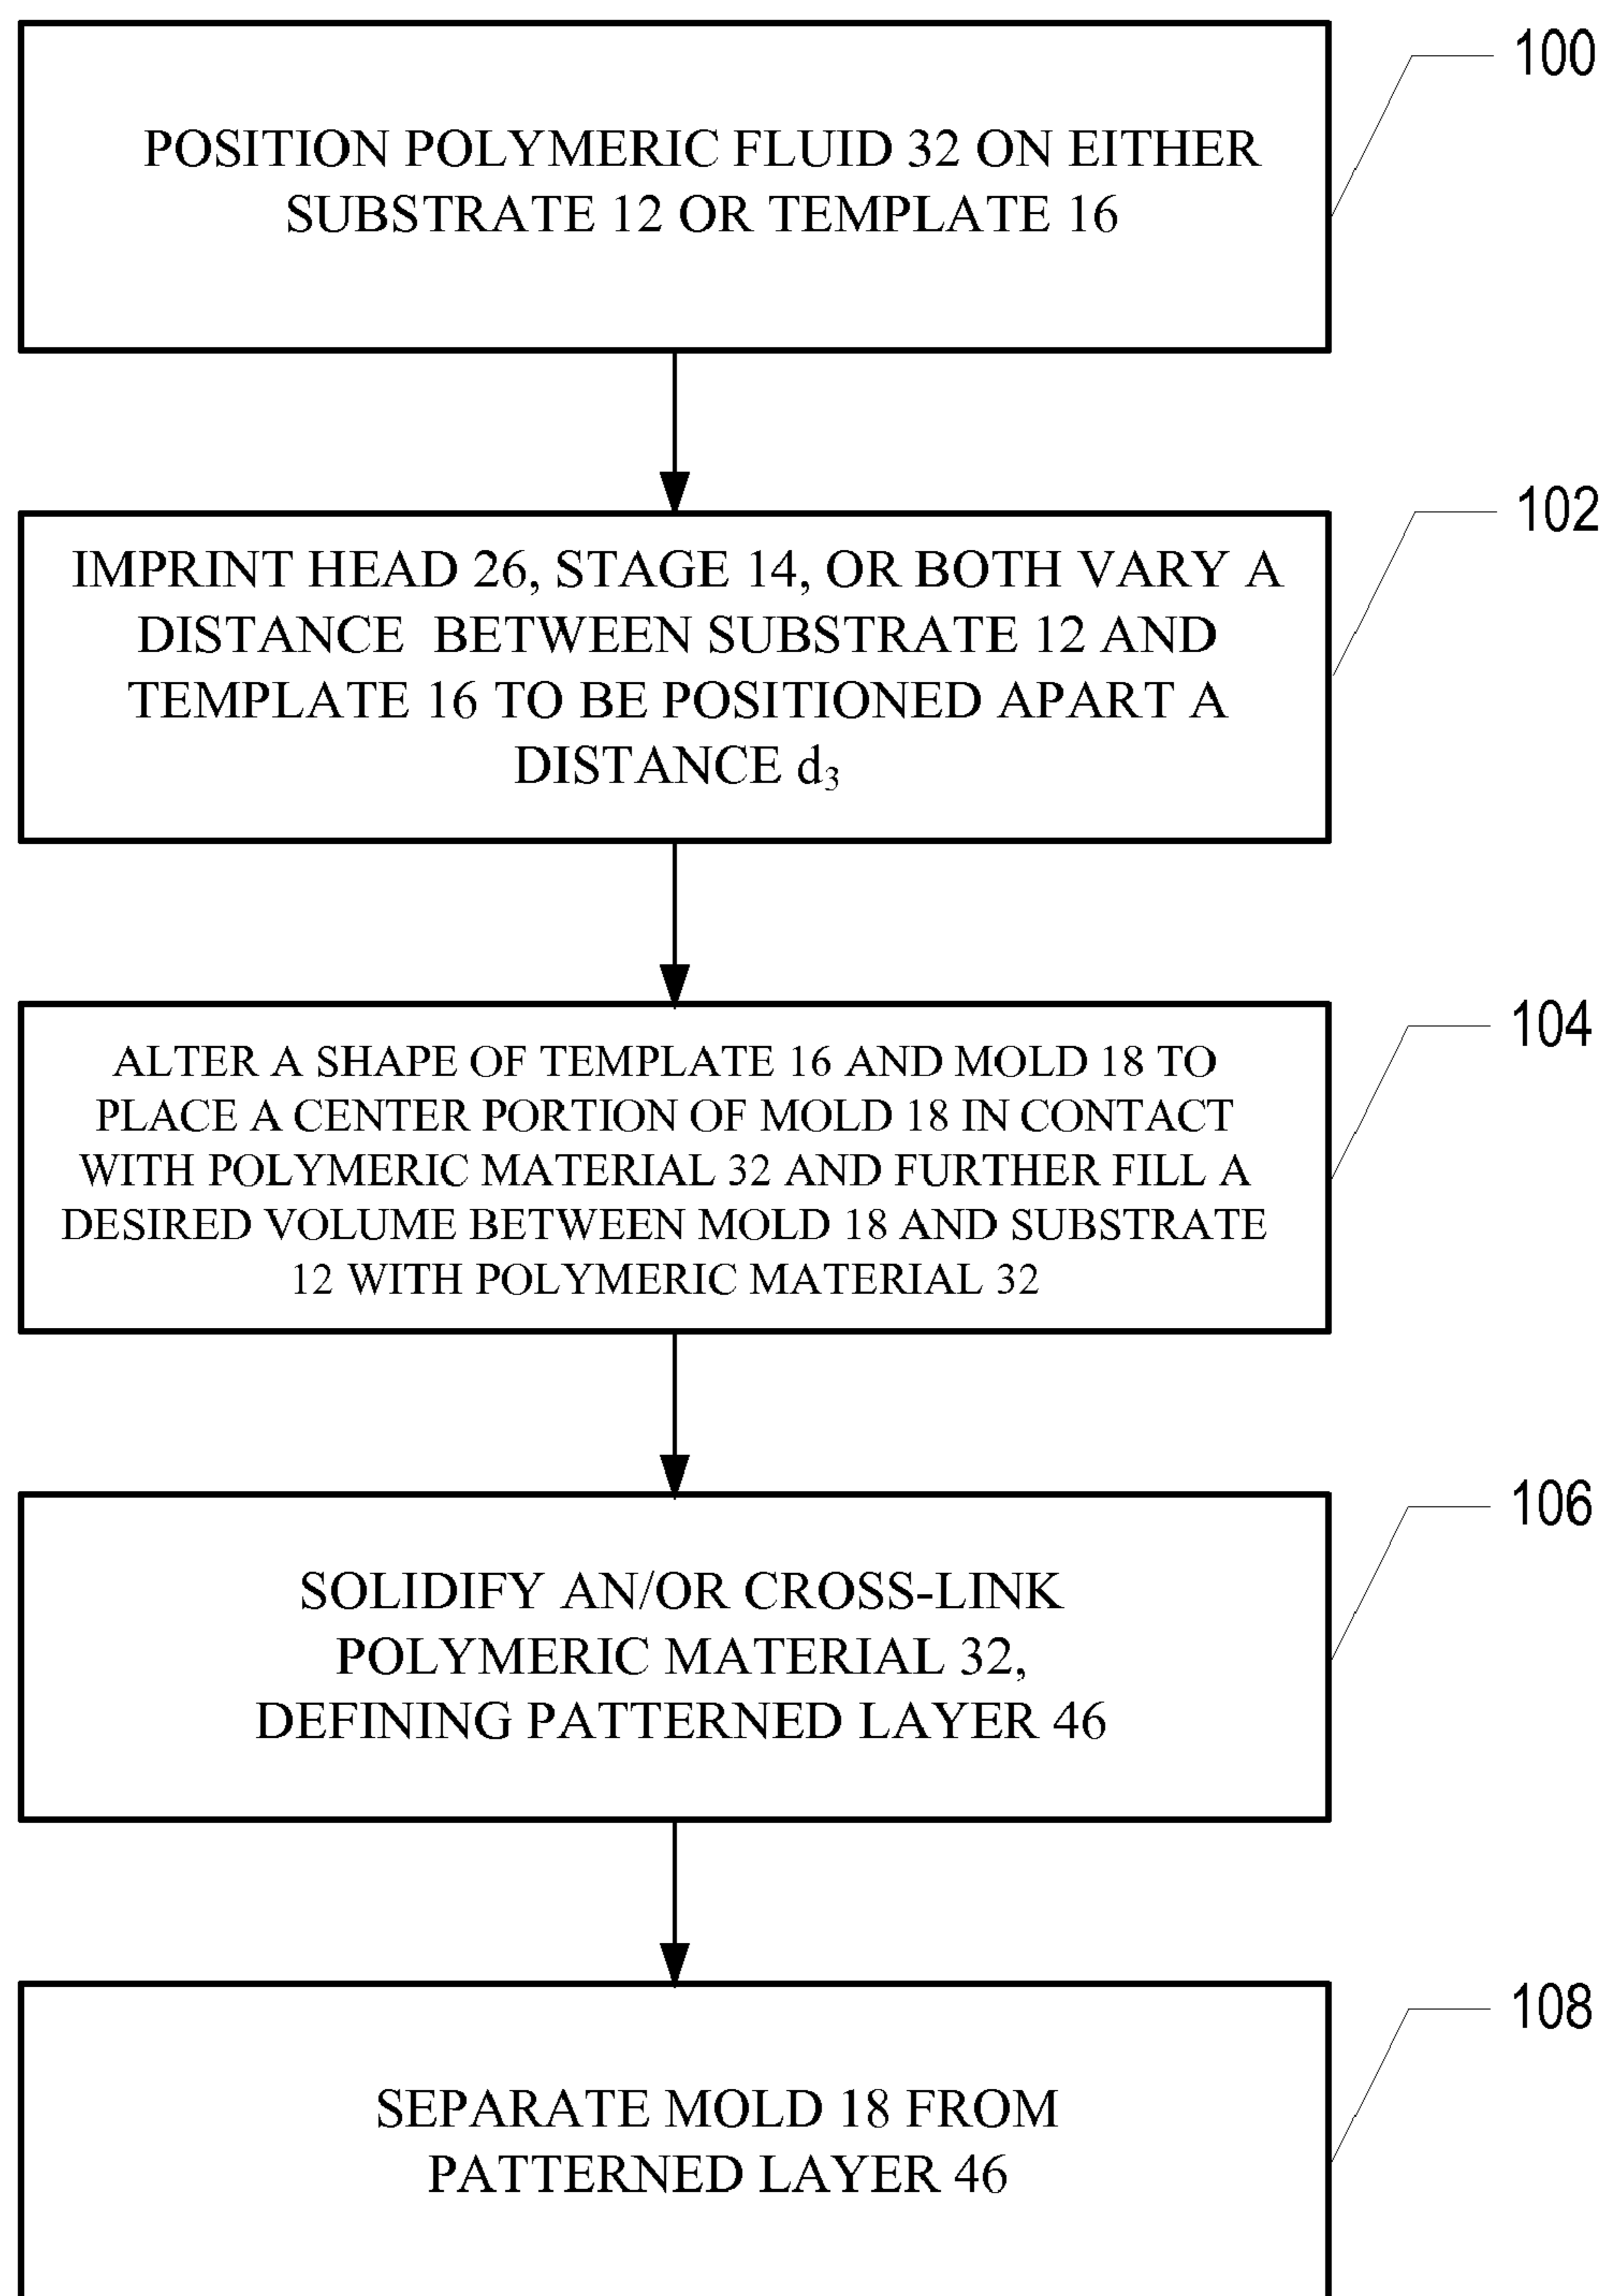 100
POSITION POLYMERIC FLUID 32 ON EITHER
SUBSTRATE 12 OR TEMPLATE 16
102
IMPRINT HEAD 26, STAGE 14, OR BOTH VARY A
DISTANCE BETWEEN SUBSTRATE 12 AND
TEMPLATE 16 TO BE POSITIONED APART A
DISTANCE d₃
104
ALTER A SHAPE OF TEMPLATE 16 AND MOLD 18 TO
PLACE A CENTER PORTION OF MOLD 18 IN CONTACT
WITH POLYMERIC MATERIAL 32 AND FURTHER FILL A
DESIRED VOLUME BETWEEN MOLD 18 AND SUBSTRATE
12 WITH POLYMERIC MATERIAL 32
106
SOLIDIFY AN/OR CROSS-LINK
POLYMERIC MATERIAL 32,
DEFINING PATTERNED LAYER 46
108
SEPARATE MOLD 18 FROM
PATTERNED LAYER 46